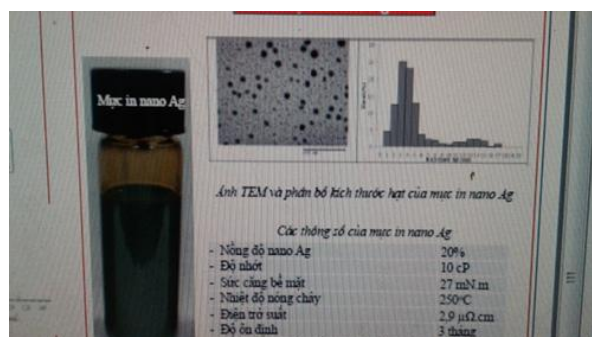 Mực in nano Ag
Ảnh TEM và phân bố kích thước hạt của mực in nano Ag
Các thông số của mực in nano Ag
- Nồng độ nano Ag 20%
- Độ nhớt 10 cP
- Sức căng bề mặt 27 mN.m
- Nhiệt độ nóng chảy 250°C
- Điện trở suất 2,9 μΩ.cm
- Độ ổn định 3 tháng